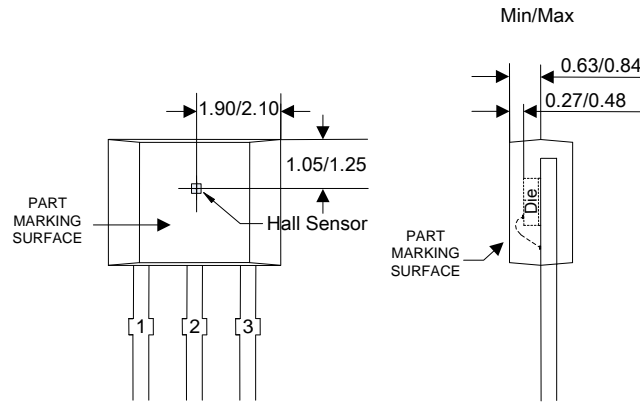 Min/Max
0.63/0.84
0.27/0.48
1.90/2.10
1.05/1.25
PART
MARKING
SURFACE
Hall Sensor
Die
PART
MARKING
SURFACE
1 2 3